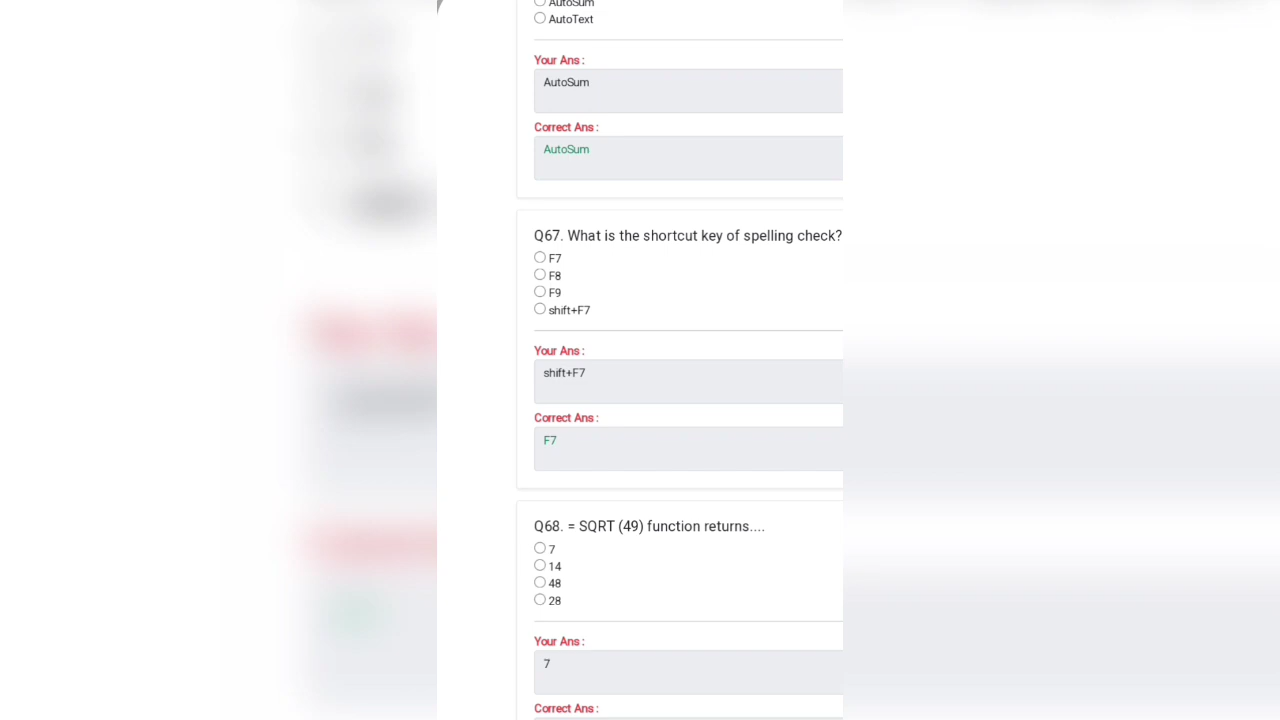 AutoSum
AutoText
Your Ans :
AutoSum
Correct Ans :
AutoSum
Q67. What is the shortcut key of spelling check?
F7
F8
F9
shift+F7
Your Ans :
shift+F7
Correct Ans :
F7
Q68. = SQRT (49) function returns....
7
14
48
28
Your Ans :
7
Correct Ans :